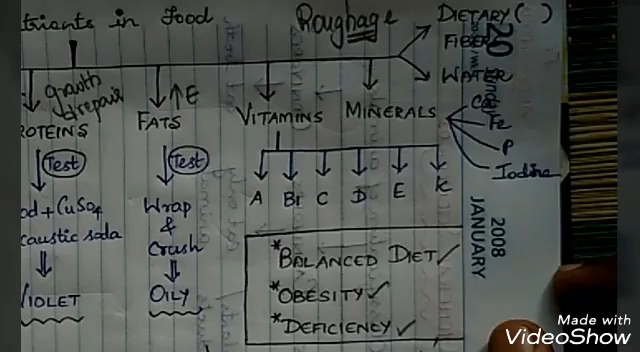 trients in Food
Roughage
DIETARY ( )
FIBER
WATER
growth
& repair
↑E
ROTEINS
FATS
VITAMINS
MINERALS
Ca
Fe
P
Iodine
Test
Test
A B1 C D E K
od + CuSO4
caustic soda
Wrap
&
Crush
VIOLET
OILY
*BALANCED DIET ✓
*OBESITY ✓
*DEFICIENCY ✓
20
2008
JANUARY
Made with
VideoShow